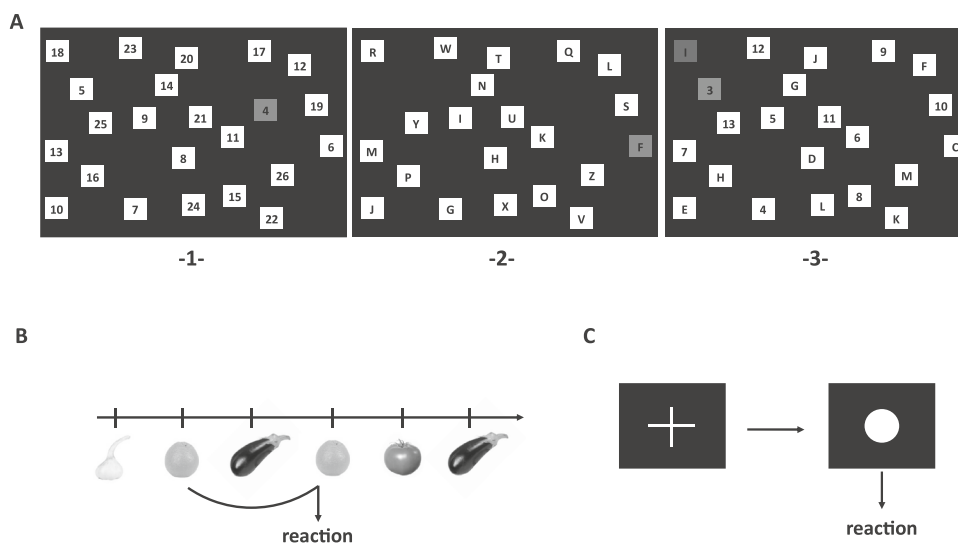 A
18 23 20 17 12
5 14 4 19
25 9 21 11 6
13 8
16 26
10 7 24 15 22
R W T Q L
N S
Y I U K F
M H
P Z
J G X O V
I 12 J 9 F
3 G 10
13 5 11 6 C
7 D
H M
E 4 L 8 K
-1- -2- -3-
B C
reaction
reaction